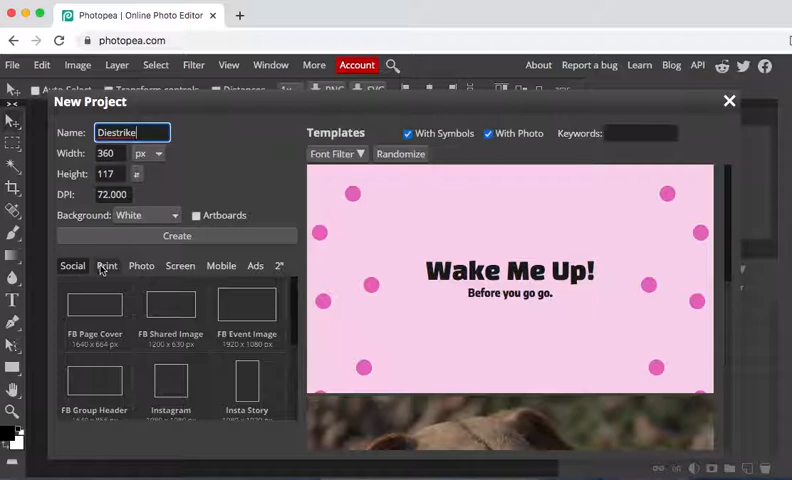 Photopea | Online Photo Editor
photopea.com
File Edit Image Layer Select Filter View Window More Account
About Report a bug Learn Blog API
New Project
Name: Diestrike
Width: 360 px
Height: 117
DPI: 72.000
Background: White Artboards
Create
Social Print Photo Screen Mobile Ads 2ⁿ
FB Page Cover
1640 x 664 px
FB Shared Image
1200 x 630 px
FB Event Image
1920 x 1080 px
FB Group Header
Instagram
Insta Story
Templates With Symbols With Photo Keywords:
Font Filter ▼ Randomize
Wake Me Up!
Before you go go.